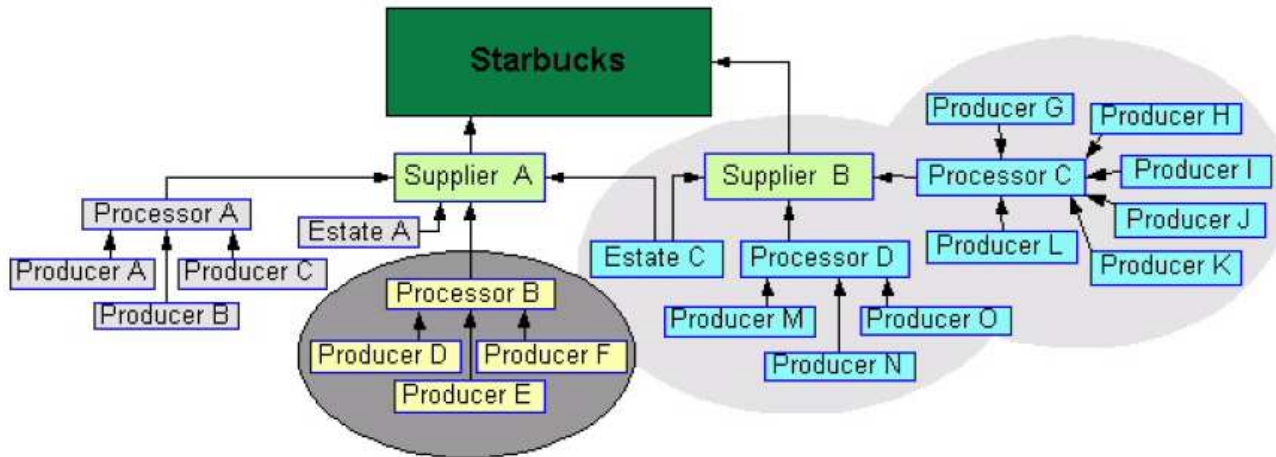 Starbucks
Producer G
Producer H
Supplier A
Supplier B
Processor C
Producer I
Processor A
Estate A
Producer J
Estate C
Processor D
Producer L
Producer K
Producer A
Producer C
Processor B
Producer B
Producer M
Producer O
Producer D
Producer F
Producer N
Producer E